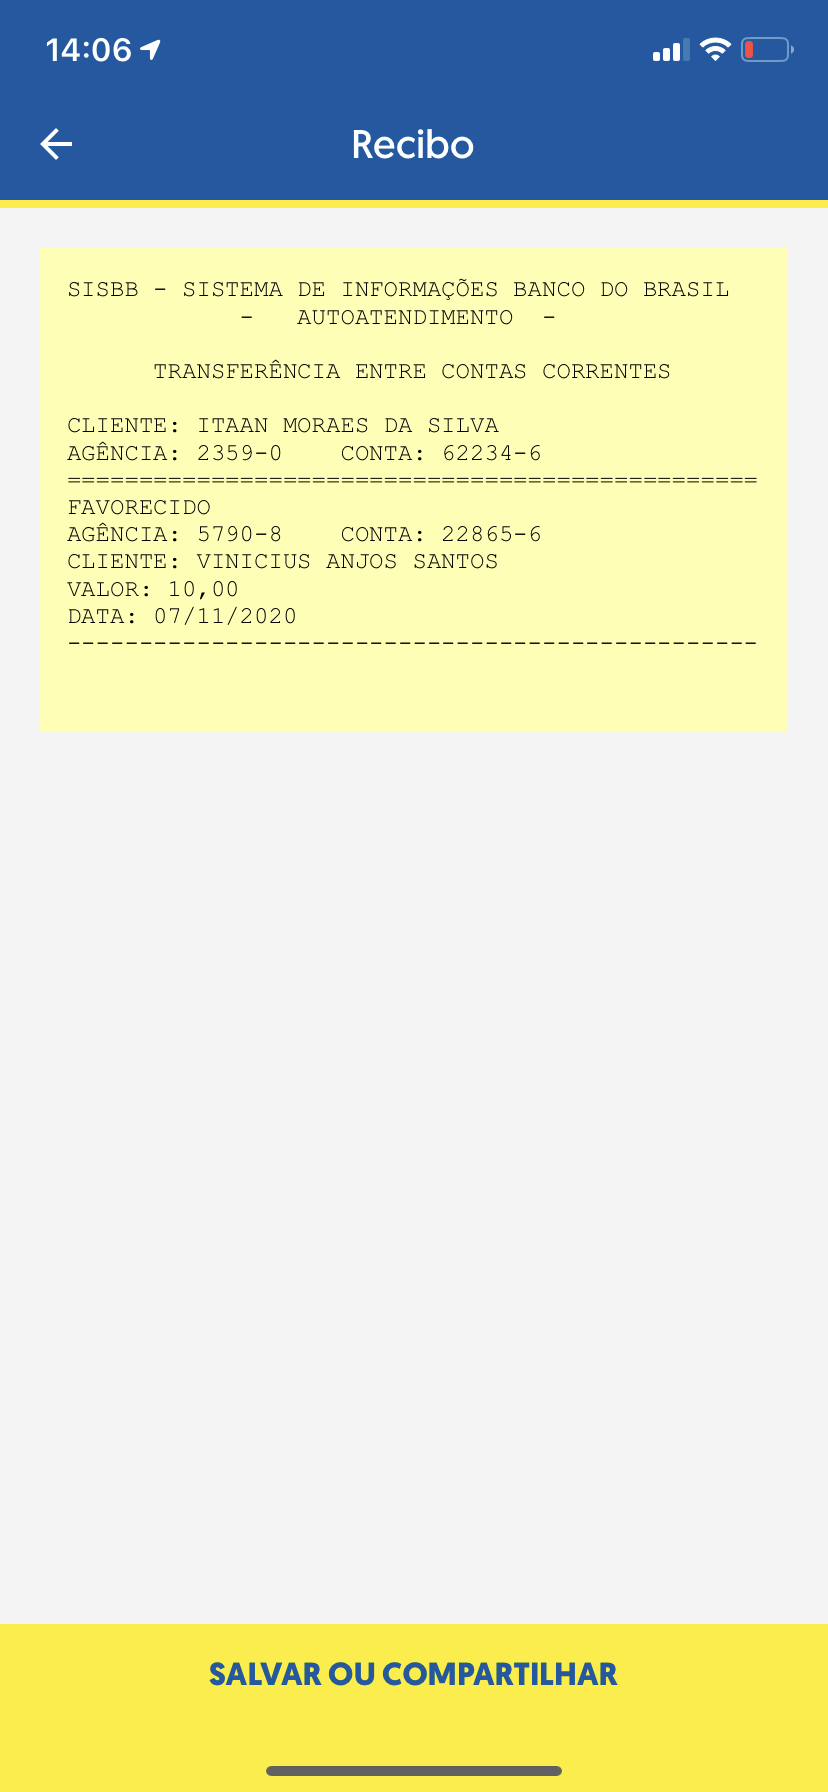 14:06
Recibo
SISBB - SISTEMA DE INFORMAÇÕES BANCO DO BRASIL
- AUTOATENDIMENTO -
TRANSFERÊNCIA ENTRE CONTAS CORRENTES
CLIENTE: ITAAN MORAES DA SILVA
AGÊNCIA: 2359-0 CONTA: 62234-6
================================================
FAVORECIDO
AGÊNCIA: 5790-8 CONTA: 22865-6
CLIENTE: VINICIUS ANJOS SANTOS
VALOR: 10,00
DATA: 07/11/2020
------------------------------------------------
SALVAR OU COMPARTILHAR